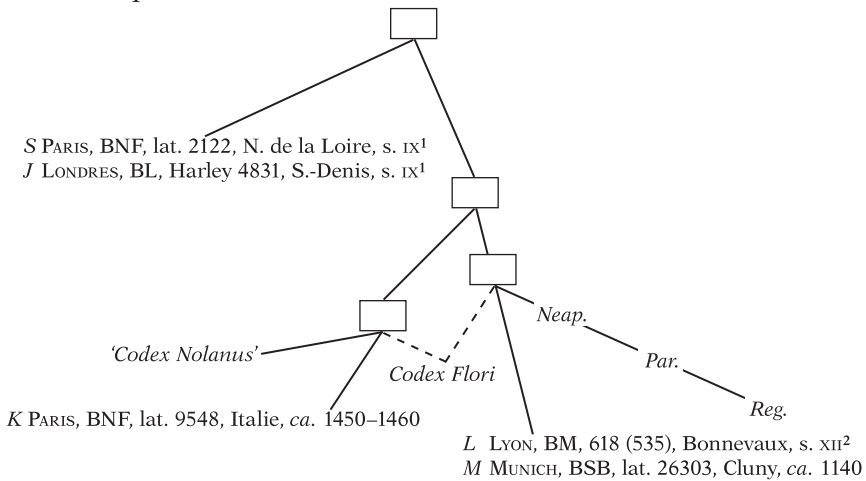 S PARIS, BNF, lat. 2122, N. de la Loire, s. IX¹
J LONDRES, BL, Harley 4831, S.-Denis, s. IX¹
Neap.
'Codex Nolanus'
Par.
Codex Flori
Reg.
K PARIS, BNF, lat. 9548, Italie, ca. 1450–1460
L LYON, BM, 618 (535), Bonnevaux, s. XII²
M MUNICH, BSB, lat. 26303, Cluny, ca. 1140